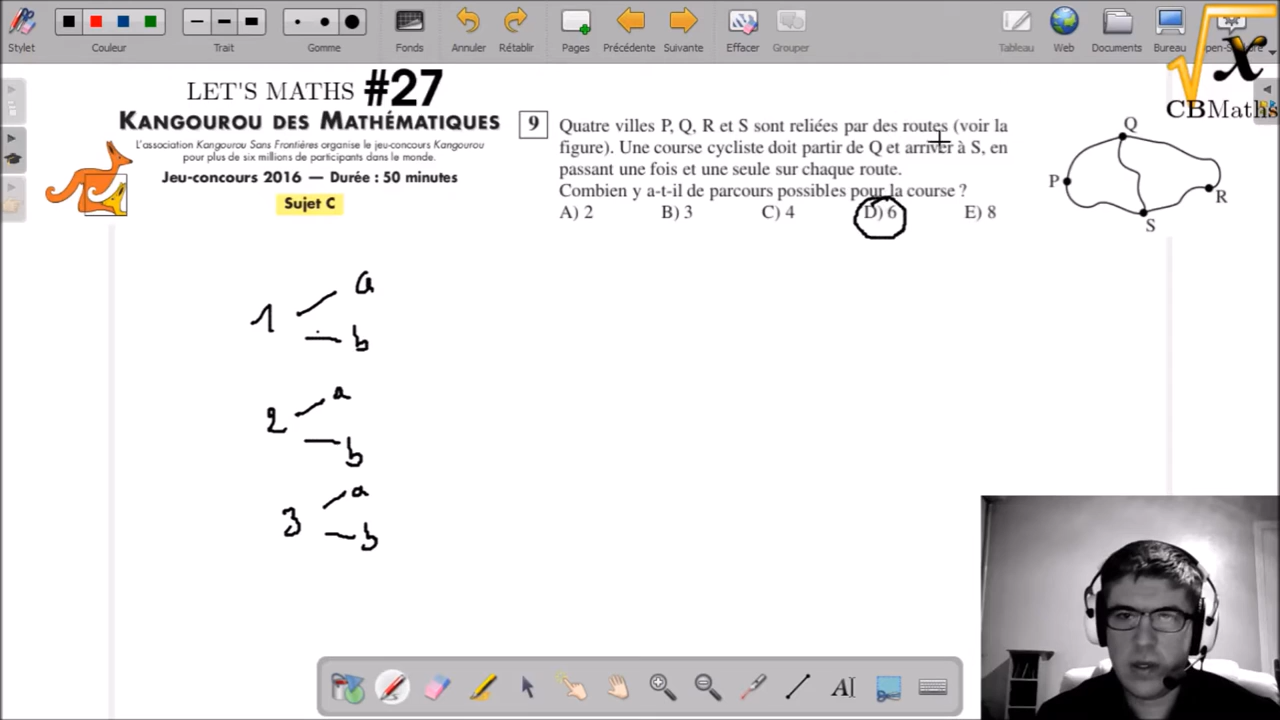 Stylet
Couleur
Trait
Gomme
Fonds
Annuler
Rétablir
Pages
Précédente
Suivante
Effacer
Grouper
Tableau
Web
Documents
Bureau
x
CBMaths
LET'S MATHS #27
KANGOUROU DES MATHÉMATIQUES
L'association Kangourou Sans Frontières organise le jeu-concours Kangourou
pour plus de six millions de participants dans le monde.
Jeu-concours 2016 — Durée : 50 minutes
Sujet C
9
Quatre villes P, Q, R et S sont reliées par des routes (voir la
figure). Une course cycliste doit partir de Q et arriver à S, en
passant une fois et une seule sur chaque route.
Combien y a-t-il de parcours possibles pour la course ?
A) 2 B) 3 C) 4 D) 6 E) 8
Q
P
R
S
a
1
b
a
2
b
a
3
b
AI